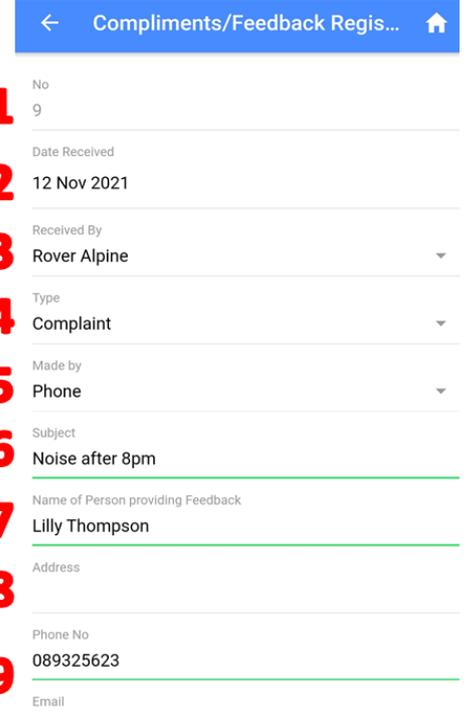 Compliments/Feedback Regis...
1
No
9
2
Date Received
12 Nov 2021
3
Received By
Rover Alpine
4
Type
Complaint
5
Made by
Phone
6
Subject
Noise after 8pm
7
Name of Person providing Feedback
Lilly Thompson
8
Address
9
Phone No
089325623
Email